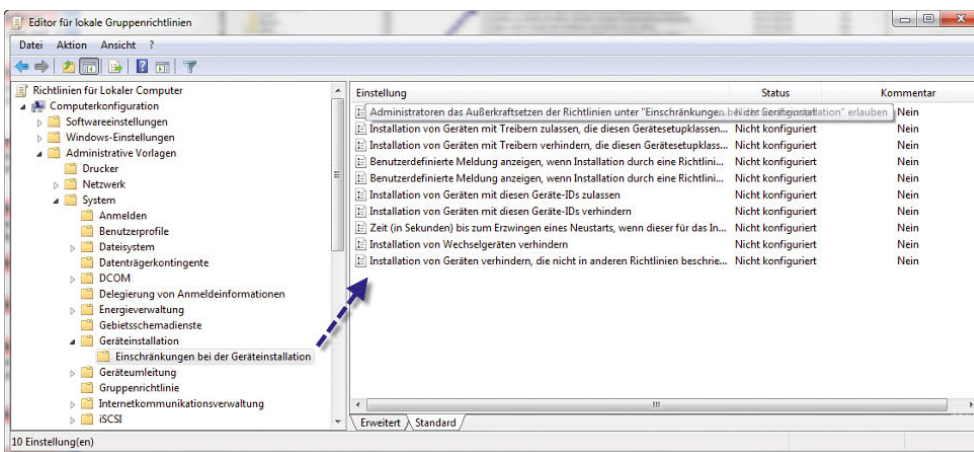 Editor für lokale Gruppenrichtlinien
Datei Aktion Ansicht ?
Richtlinien für Lokaler Computer
Computerkonfiguration
Softwareeinstellungen
Windows-Einstellungen
Administrative Vorlagen
Drucker
Netzwerk
System
Anmelden
Benutzerprofile
Dateisystem
Datenträgerkontingente
DCOM
Delegierung von Anmeldeinformationen
Energieverwaltung
Gebietsschemadienste
Geräteinstallation
Einschränkungen bei der Geräteinstallation
Geräteumleitung
Gruppenrichtlinie
Internetkommunikationsverwaltung
iSCSI
Einstellung Status Kommentar
Administratoren das Außerkraftsetzen der Richtlinien unter "Einschränkungen bei der Geräteinstallation" erlauben Nein
Installation von Geräten mit Treibern zulassen, die diesen Gerätesetupklassen... Nicht konfiguriert Nein
Installation von Geräten mit Treibern verhindern, die diesen Gerätesetupklass... Nicht konfiguriert Nein
Benutzerdefinierte Meldung anzeigen, wenn Installation durch eine Richtlini... Nicht konfiguriert Nein
Benutzerdefinierte Meldung anzeigen, wenn Installation durch eine Richtlini... Nicht konfiguriert Nein
Installation von Geräten mit diesen Geräte-IDs zulassen Nicht konfiguriert Nein
Installation von Geräten mit diesen Geräte-IDs verhindern Nicht konfiguriert Nein
Zeit (in Sekunden) bis zum Erzwingen eines Neustarts, wenn dieser für das In... Nicht konfiguriert Nein
Installation von Wechselgeräten verhindern Nicht konfiguriert Nein
Installation von Geräten verhindern, die nicht in anderen Richtlinien beschrie... Nicht konfiguriert Nein
Erweitert Standard
10 Einstellung(en)